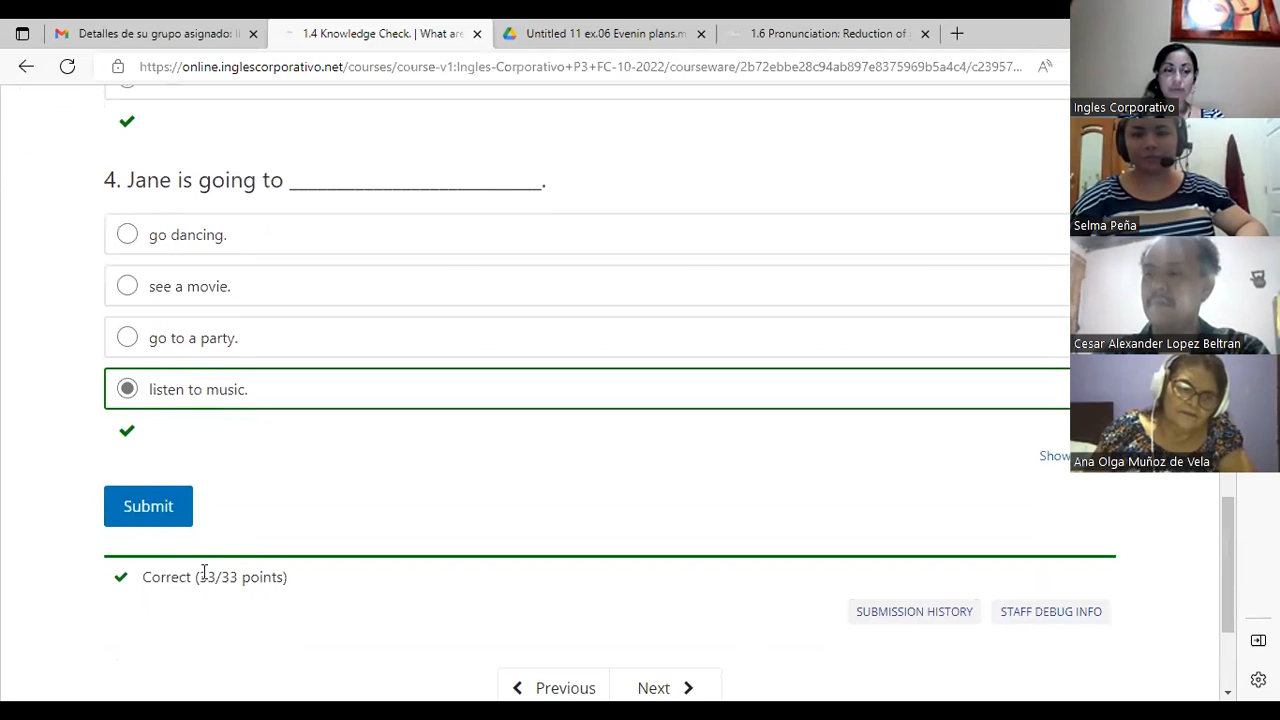 Detalles de su grupo asignado: li
1.4 Knowledge Check. | What are
Untitled 11 ex.06 Evenin plans.m
1.6 Pronunciation: Reduction of
https://online.inglescorporativo.net/courses/course-v1:Ingles-Corporativo+P3+FC-10-2022/courseware/2b72ebbe28c94ab897e8375969b5a4c4/c23957...
4. Jane is going to ___________________________.
go dancing.
see a movie.
go to a party.
listen to music.
Show
Submit
Correct (33/33 points)
SUBMISSION HISTORY
STAFF DEBUG INFO
Previous
Next
Ingles Corporativo
Selma Peña
Cesar Alexander Lopez Beltran
Ana Olga Muñoz de Vela